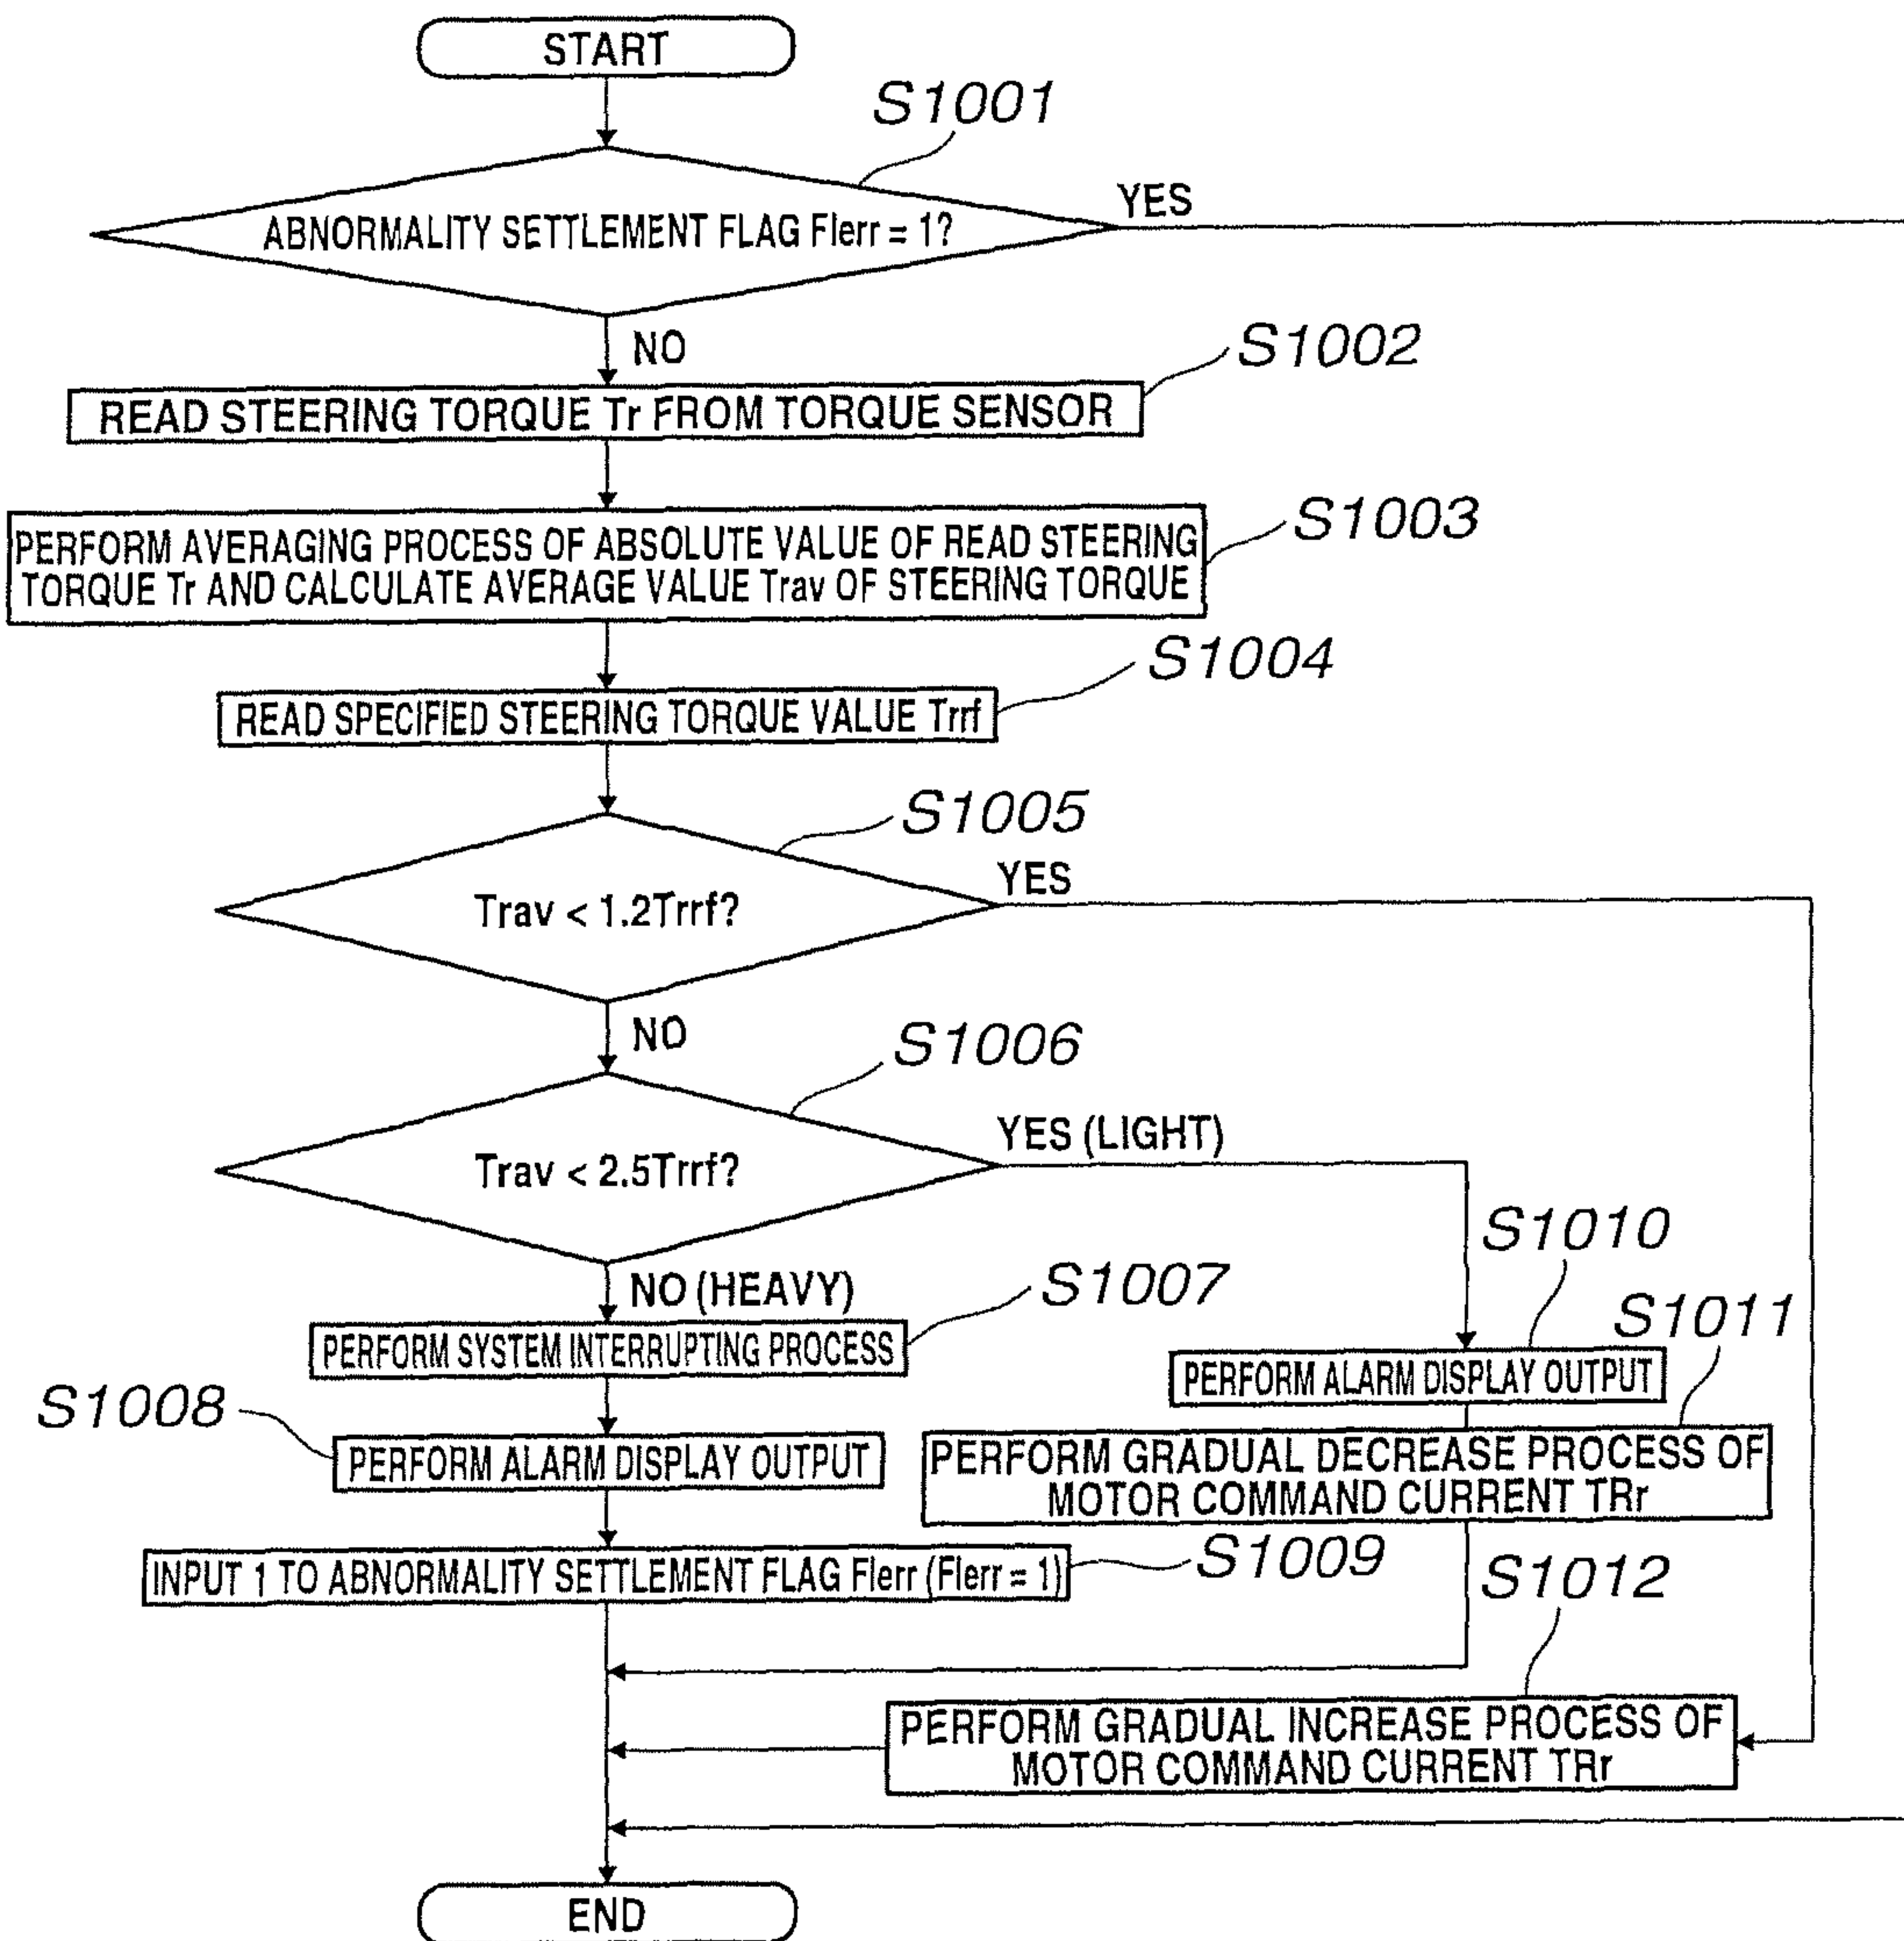 START
S1001
ABNORMALITY SETTLEMENT FLAG Flerr = 1?
YES
NO
S1002
READ STEERING TORQUE Tr FROM TORQUE SENSOR
S1003
PERFORM AVERAGING PROCESS OF ABSOLUTE VALUE OF READ STEERING
TORQUE Tr AND CALCULATE AVERAGE VALUE Trav OF STEERING TORQUE
S1004
READ SPECIFIED STEERING TORQUE VALUE Trrf
S1005
Trav < 1.2Trrf?
YES
NO
S1006
Trav < 2.5Trrf?
YES (LIGHT)
NO (HEAVY)
S1007
PERFORM SYSTEM INTERRUPTING PROCESS
S1008
PERFORM ALARM DISPLAY OUTPUT
S1009
INPUT 1 TO ABNORMALITY SETTLEMENT FLAG Flerr (Flerr = 1)
S1010
PERFORM ALARM DISPLAY OUTPUT
S1011
PERFORM GRADUAL DECREASE PROCESS OF
MOTOR COMMAND CURRENT TRr
S1012
PERFORM GRADUAL INCREASE PROCESS OF
MOTOR COMMAND CURRENT TRr
END